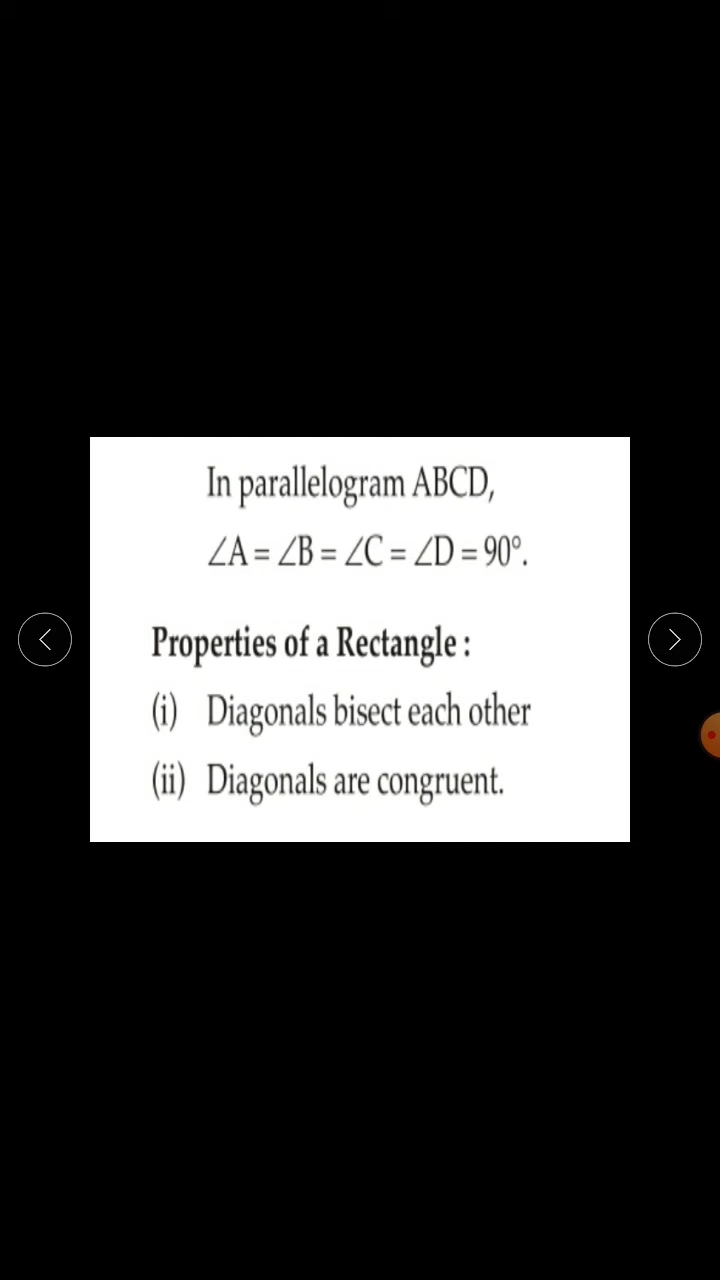 In parallelogram ABCD,
∠A = ∠B = ∠C = ∠D = 90°.
Properties of a Rectangle :
(i) Diagonals bisect each other
(ii) Diagonals are congruent.